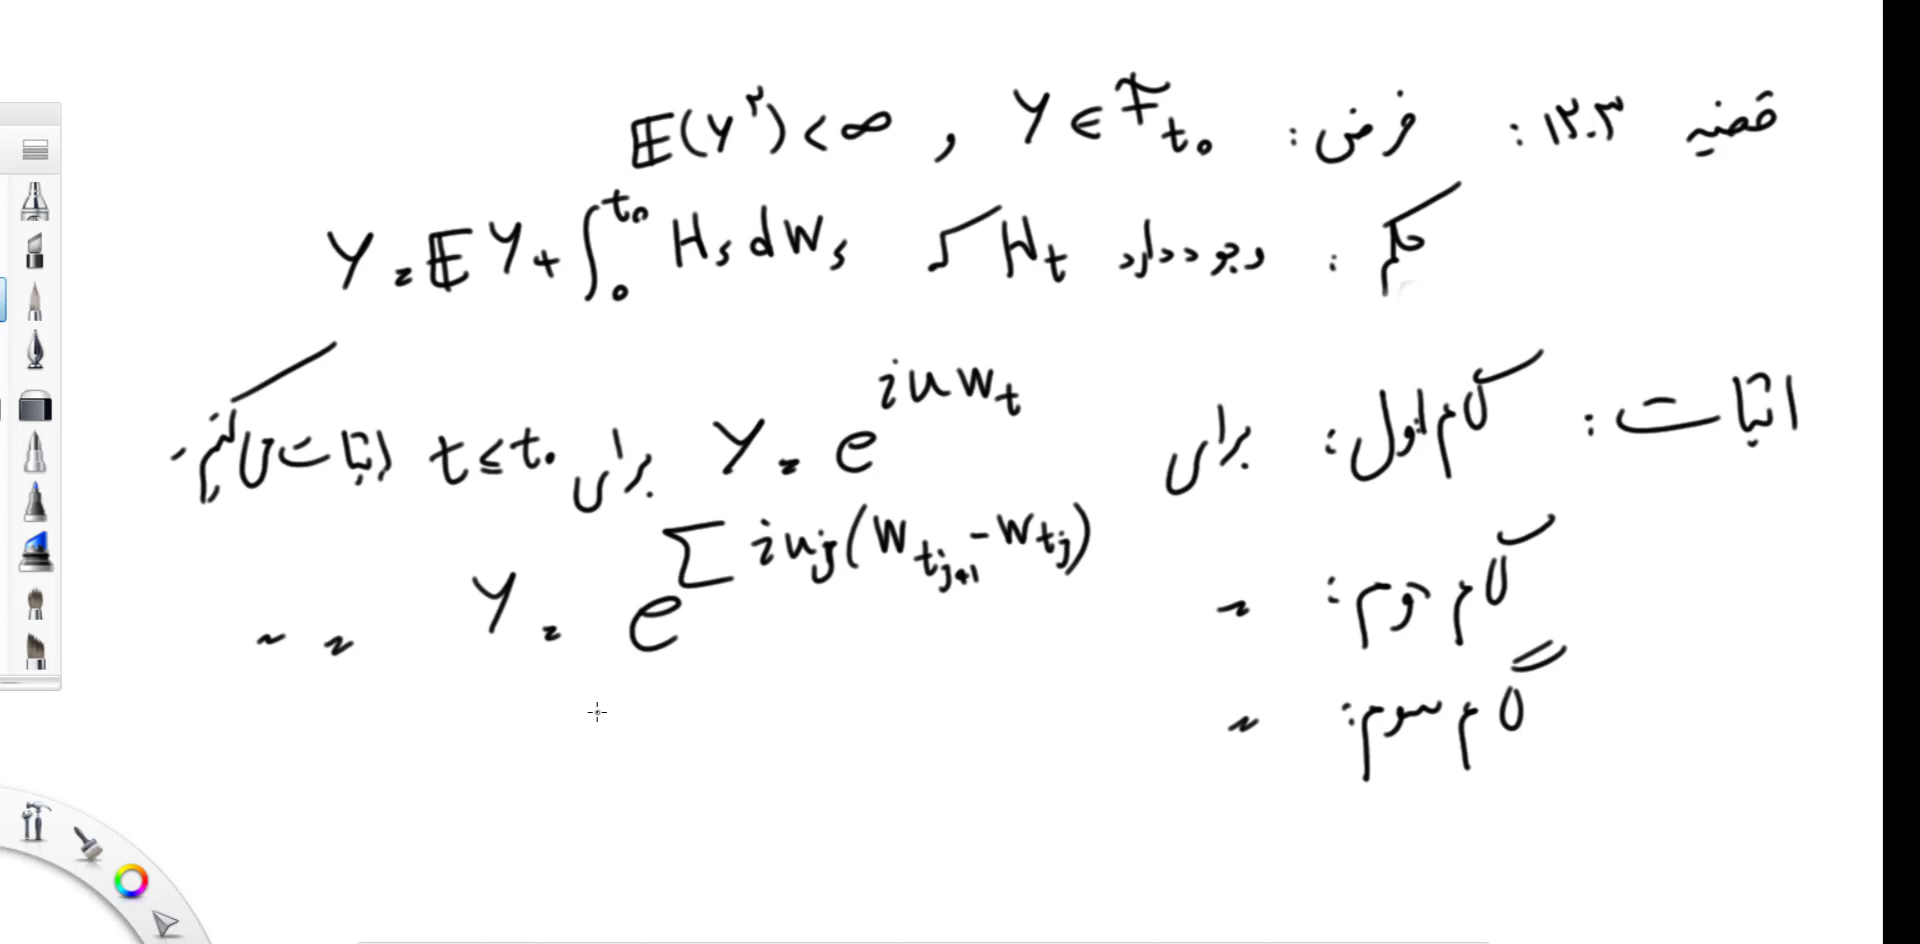 قضیه ۱۲.۳: فرض: Y ∈ F_{t₀} , E(Y²) < ∞
حکم: وجود دارد H_t که Y = EY + ∫₀^{t₀} H_s dW_s
اثبات: گام اول: برای Y = e^{iuW_t} برای t ≤ t₀ اثبات می‌کنیم.
گام دوم:〃 Y = e^{∑ iu_j(W_{t_{j+1}} - W_{t_j})} 〃 〃
گام سوم: 〃